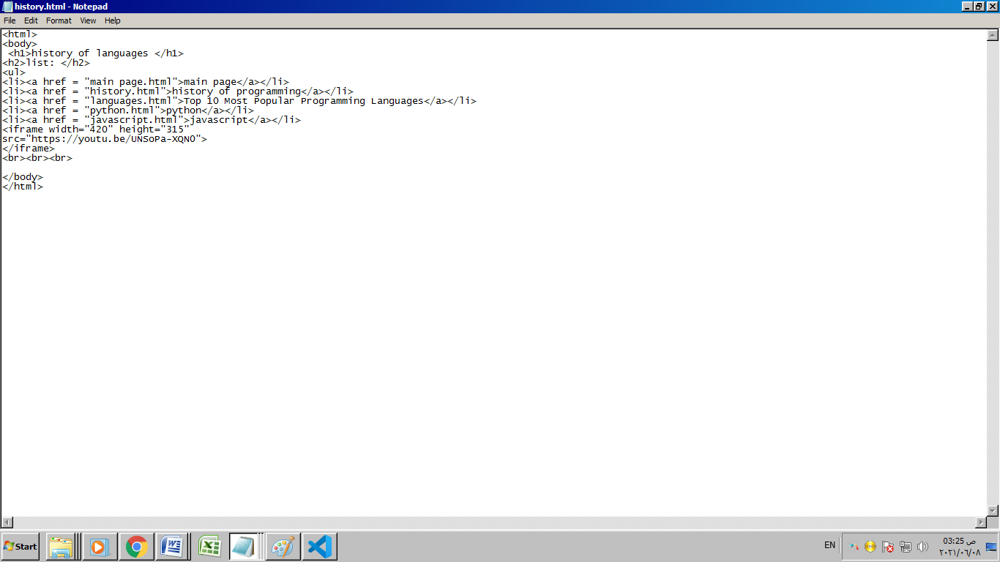 history.html - Notepad
File Edit Format View Help
<html>
<body>
<h1>history of languages </h1>
<h2>list: </h2>
<ul>
<li><a href = "main page.html">main page</a></li>
<li><a href = "history.html">history of programming</a></li>
<li><a href = "languages.html">Top 10 Most Popular Programming Languages</a></li>
<li><a href = "python.html">python</a></li>
<li><a href = "javascript.html">javascript</a></li>
<iframe width="420" height="315"
src="https://youtu.be/UNSoPa-XQN0">
</iframe>
<br><br><br>
</body>
</html>
Start
EN
03:25 ص
٢٠٢١/٠٦/٠٨